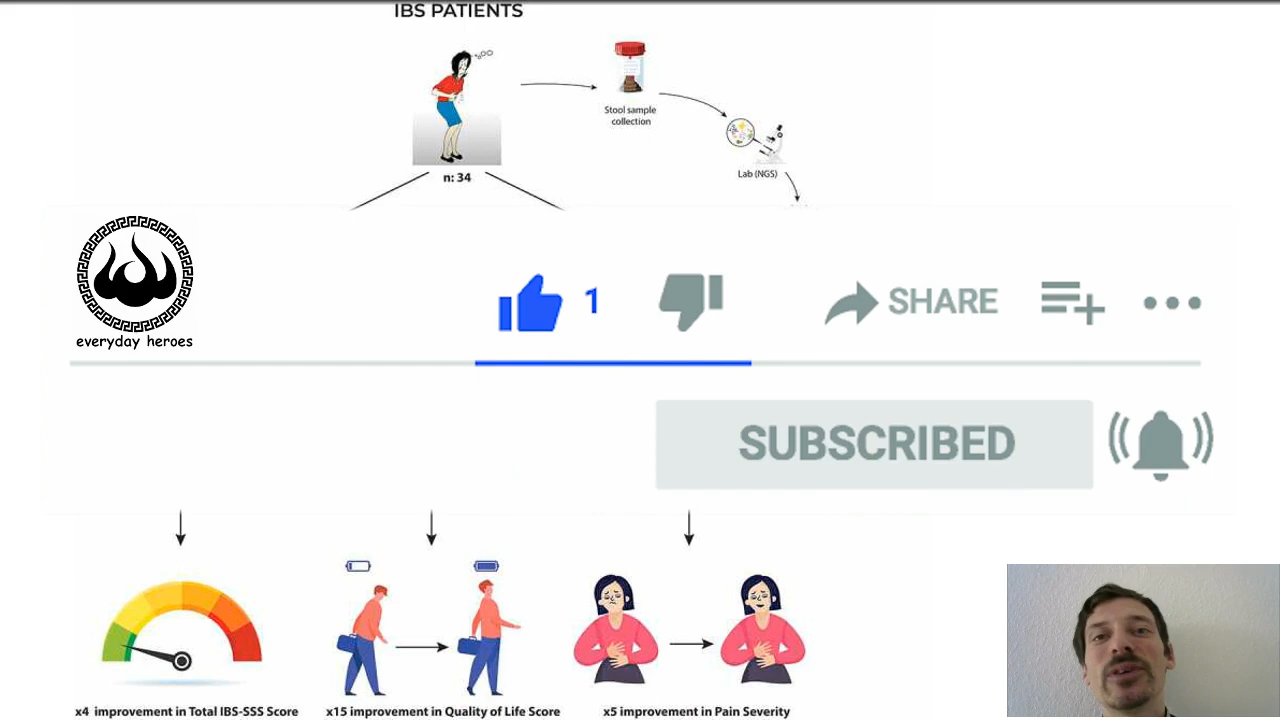 IBS PATIENTS
Stool sample
collection
Lab (NGS)
n: 34
everyday heroes
1
SHARE
SUBSCRIBED
x4 improvement in Total IBS-SSS Score
x15 improvement in Quality of Life Score
x5 improvement in Pain Severity